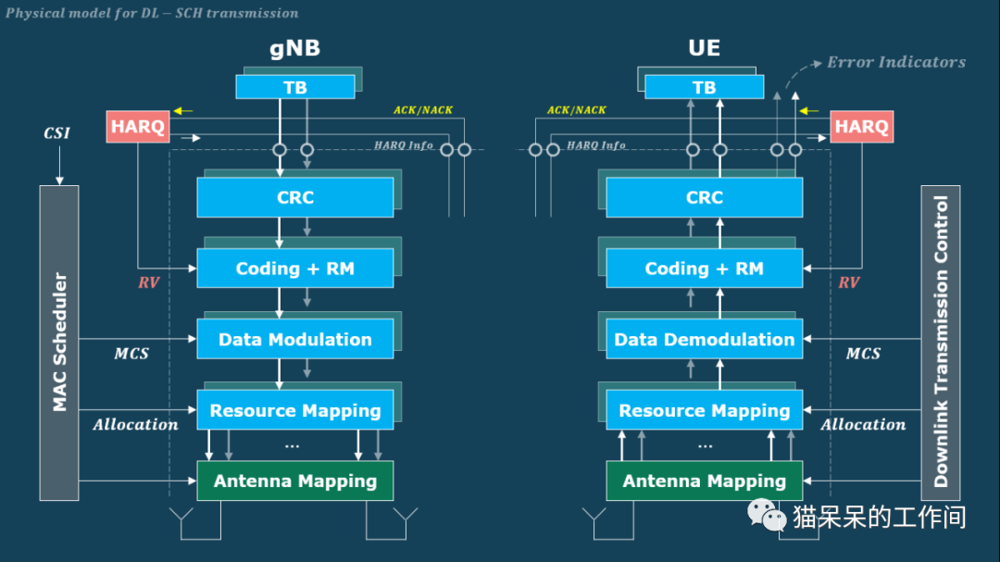 Physical model for DL − SCH transmission
gNB
UE
TB
TB
Error Indicators
HARQ
ACK/NACK
ACK/NACK
HARQ
CSI
HARQ Info
HARQ Info
CRC
CRC
Coding + RM
Coding + RM
RV
RV
MAC Scheduler
Downlink Transmission Control
Data Modulation
Data Demodulation
MCS
MCS
Resource Mapping
Resource Mapping
Allocation
Allocation
...
...
Antenna Mapping
Antenna Mapping
猫呆呆的工作间